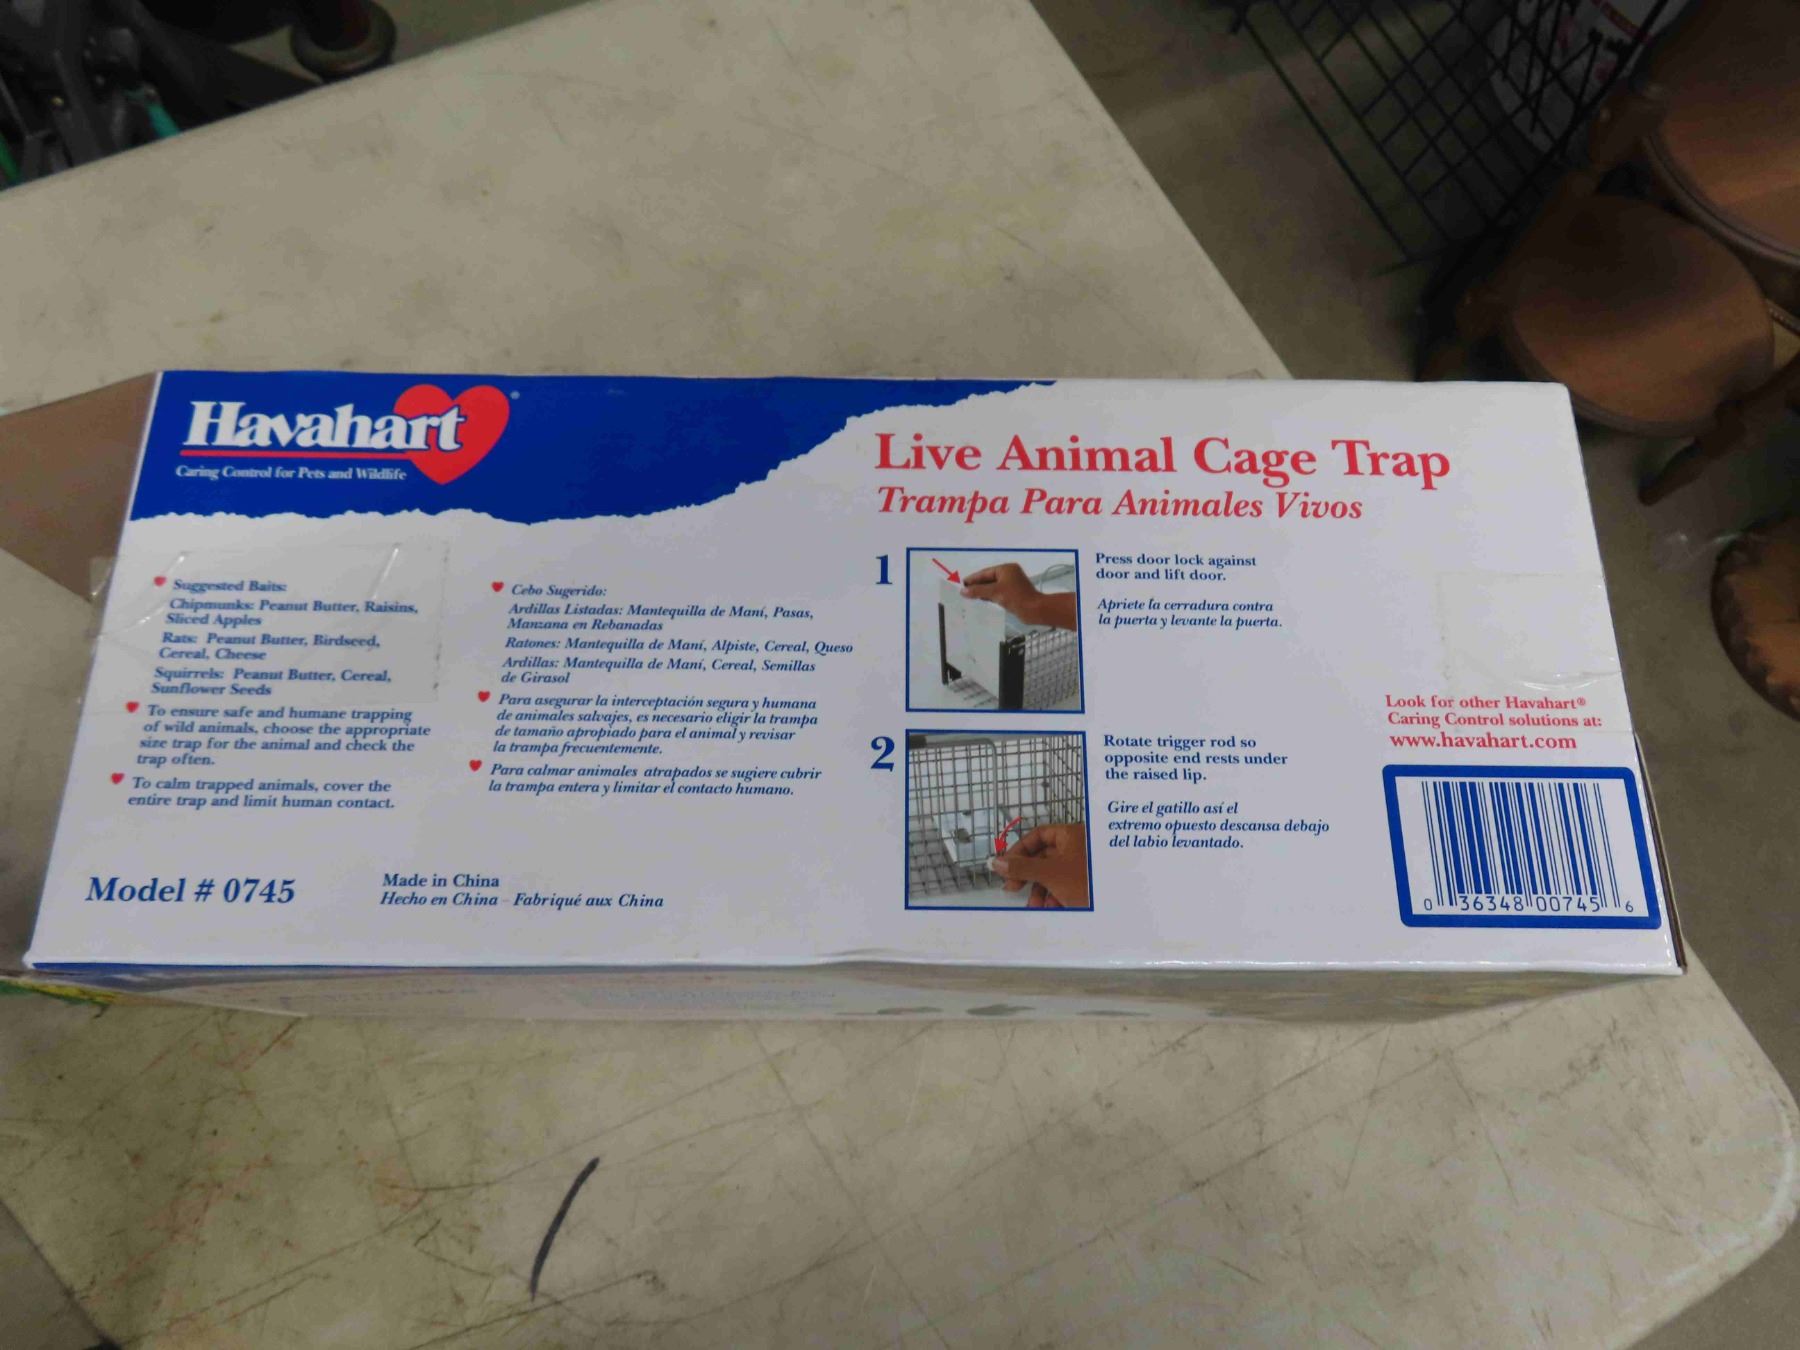 Havahart®
Caring Control for Pets and Wildlife
Live Animal Cage Trap
Trampa Para Animales Vivos
Suggested Baits:
Chipmunks: Peanut Butter, Raisins,
Sliced Apples
Rats: Peanut Butter, Birdseed,
Cereal, Cheese
Squirrels: Peanut Butter, Cereal,
Sunflower Seeds
To ensure safe and humane trapping
of wild animals, choose the appropriate
size trap for the animal and check the
trap often.
To calm trapped animals, cover the
entire trap and limit human contact.
Cebo Sugerido:
Ardillas Listadas: Mantequilla de Maní, Pasas,
Manzana en Rebanadas
Ratones: Mantequilla de Maní, Alpiste, Cereal, Queso
Ardillas: Mantequilla de Maní, Cereal, Semillas
de Girasol
Para asegurar la interceptación segura y humana
de animales salvajes, es necesario eligir la trampa
de tamaño apropiado para el animal y revisar
la trampa frecuentemente.
Para calmar animales atrapados se sugiere cubrir
la trampa entera y limitar el contacto humano.
Model # 0745
Made in China
Hecho en China - Fabriqué aux China
1
Press door lock against
door and lift door.
Apriete la cerradura contra
la puerta y levante la puerta.
2
Rotate trigger rod so
opposite end rests under
the raised lip.
Gire el gatillo así el
extremo opuesto descansa debajo
del labio levantado.
Look for other Havahart®
Caring Control solutions at:
www.havahart.com
0 36348 00745 6